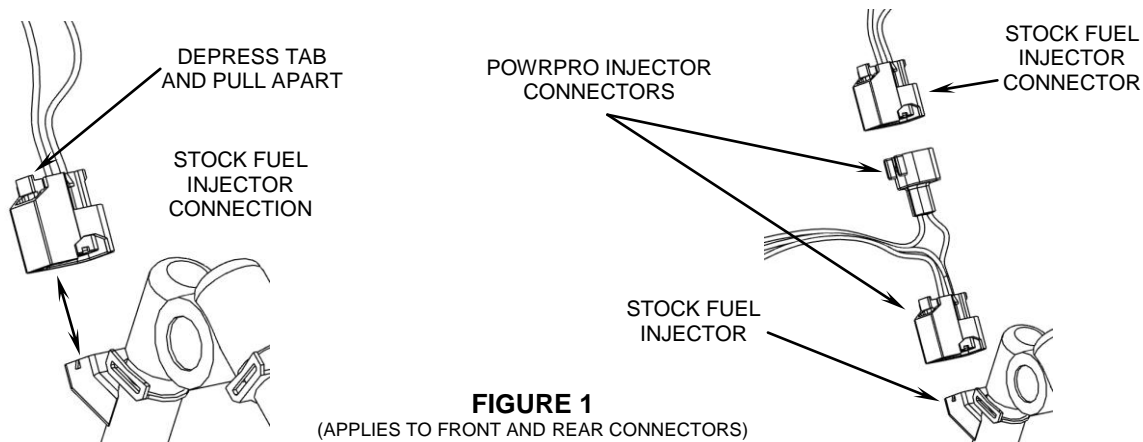 DEPRESS TAB
AND PULL APART
STOCK FUEL
INJECTOR
CONNECTION
POWRPRO INJECTOR
CONNECTORS
STOCK FUEL
INJECTOR
CONNECTOR
STOCK FUEL
INJECTOR
FIGURE 1
(APPLIES TO FRONT AND REAR CONNECTORS)